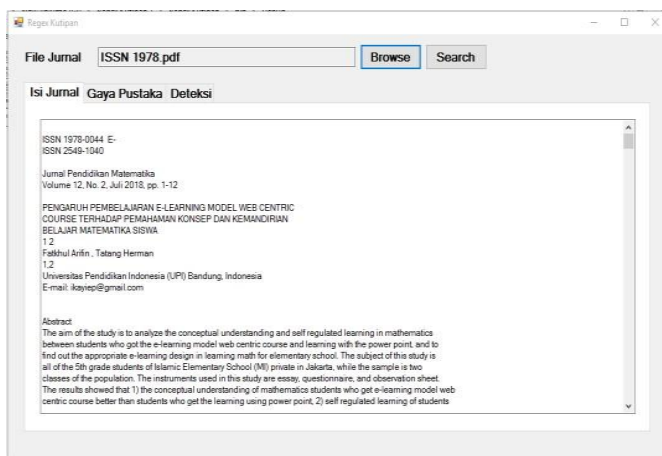 Regex Kutipan
File Jurnal ISSN 1978.pdf Browse Search
Isi Jurnal Gaya Pustaka Deteksi
ISSN 1978-0044 E-
ISSN 2549-1040
Jurnal Pendidikan Matematika
Volume 12, No. 2, Juli 2018, pp. 1-12
PENGARUH PEMBELAJARAN E-LEARNING MODEL WEB CENTRIC
COURSE TERHADAP PEMAHAMAN KONSEP DAN KEMANDIRIAN
BELAJAR MATEMATIKA SISWA
1 2
Fatkhul Arifin , Tatang Herman
1,2
Universitas Pendidikan Indonesia (UPI) Bandung, Indonesia
E-mail: ikayiep@gmail.com
Abstract
The aim of the study is to analyze the conceptual understanding and self regulated learning in mathematics
between students who got the e-learning model web centric course and learning with the power point, and to
find out the appropriate e-learning design in learning math for elementary school. The subject of this study is
all of the 5th grade students of Islamic Elementary School (MI) private in Jakarta, while the sample is two
classes of the population. The instruments used in this study are essay, questionnaire, and observation sheet.
The results showed that 1) the conceptual understanding of mathematics students who get e-learning model web
centric course better than students who get the learning using power point, 2) self regulated learning of students